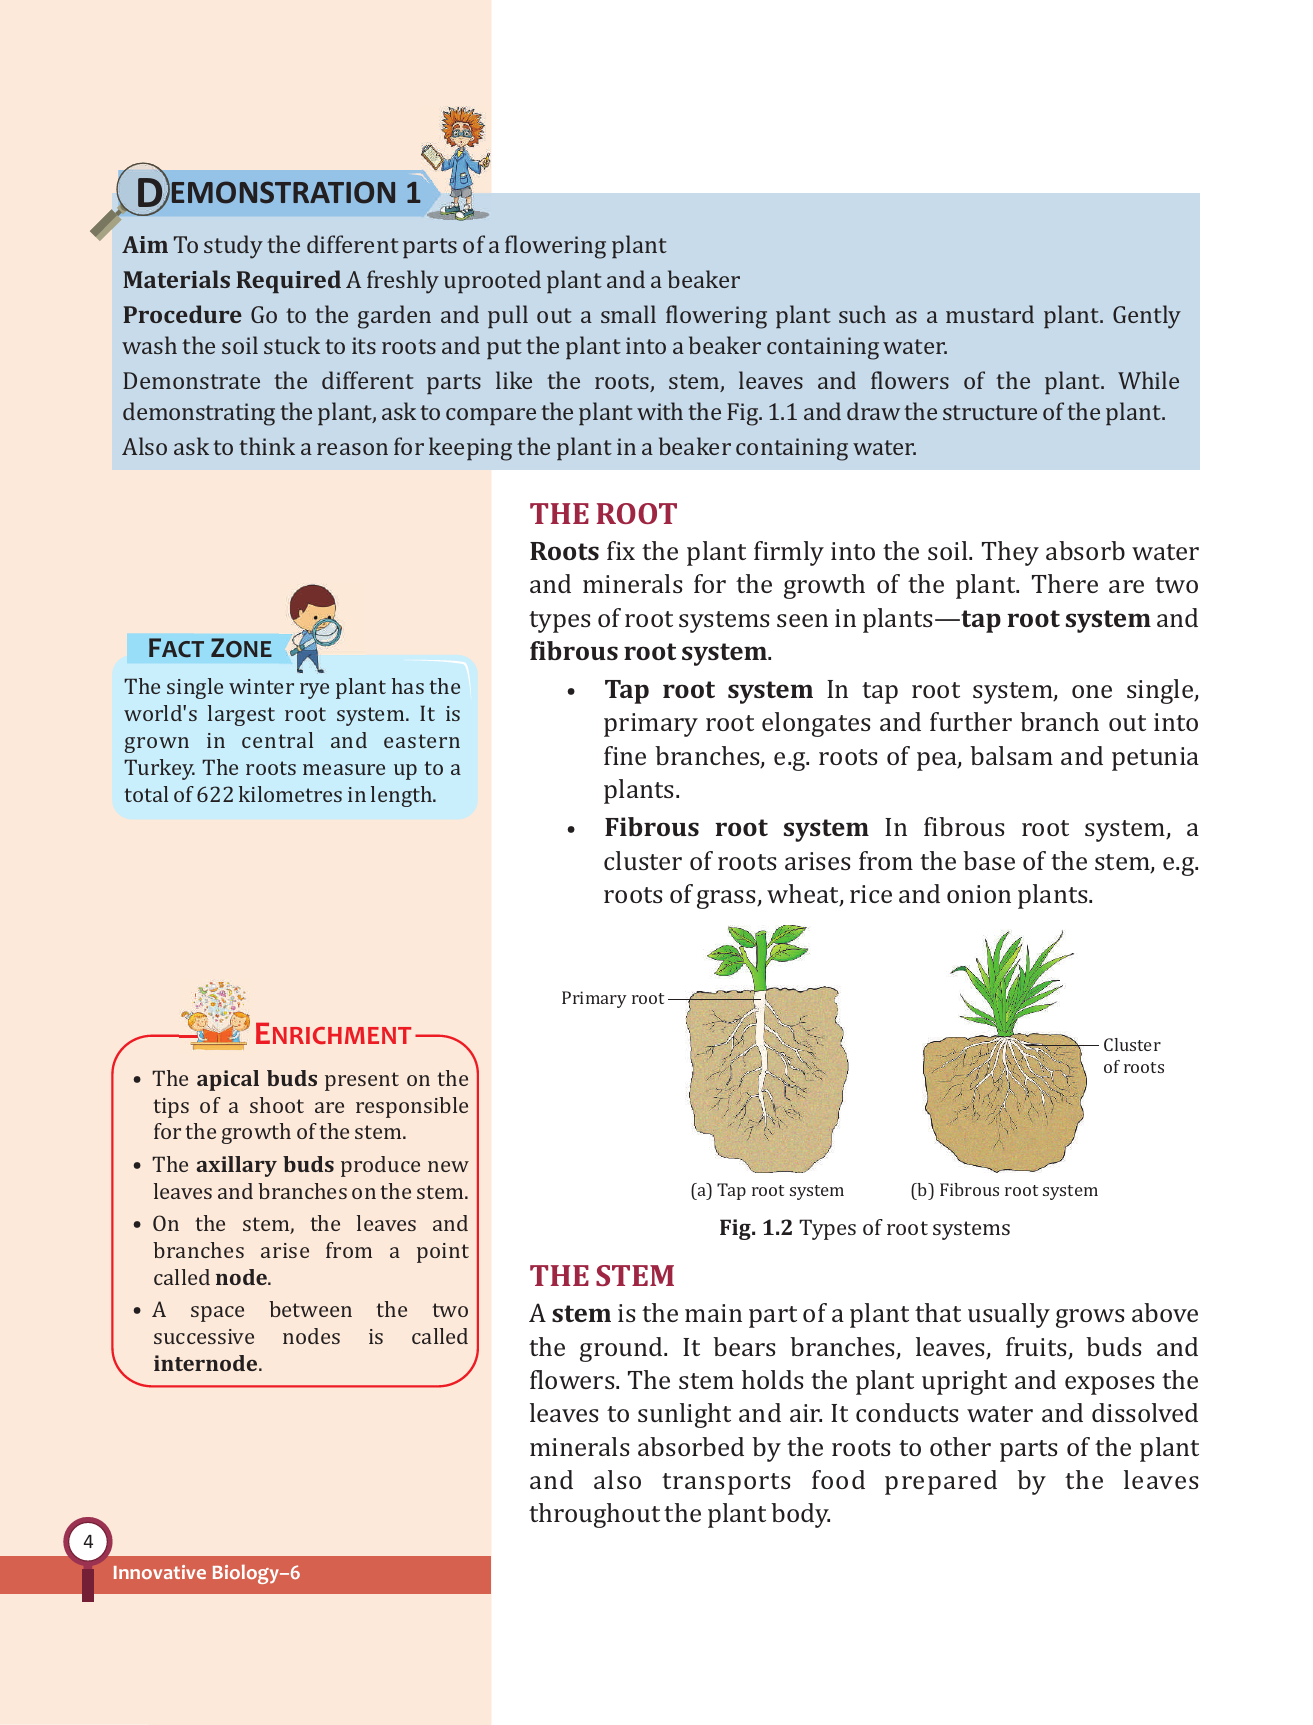 DEMONSTRATION 1
Aim To study the different parts of a flowering plant
Materials Required A freshly uprooted plant and a beaker
Procedure Go to the garden and pull out a small flowering plant such as a mustard plant. Gently
wash the soil stuck to its roots and put the plant into a beaker containing water.
Demonstrate the different parts like the roots, stem, leaves and flowers of the plant. While
demonstrating the plant, ask to compare the plant with the Fig. 1.1 and draw the structure of the plant.
Also ask to think a reason for keeping the plant in a beaker containing water.
FACT ZONE
The single winter rye plant has the
world's largest root system. It is
grown in central and eastern
Turkey. The roots measure up to a
total of 622 kilometres in length.
ENRICHMENT
• The apical buds present on the
tips of a shoot are responsible
for the growth of the stem.
• The axillary buds produce new
leaves and branches on the stem.
• On the stem, the leaves and
branches arise from a point
called node.
• A space between the two
successive nodes is called
internode.
THE ROOT
Roots fix the plant firmly into the soil. They absorb water
and minerals for the growth of the plant. There are two
types of root systems seen in plants—tap root system and
fibrous root system.
• Tap root system In tap root system, one single,
primary root elongates and further branch out into
fine branches, e.g. roots of pea, balsam and petunia
plants.
• Fibrous root system In fibrous root system, a
cluster of roots arises from the base of the stem, e.g.
roots of grass, wheat, rice and onion plants.
Primary root
Cluster
of roots
(a) Tap root system
(b) Fibrous root system
Fig. 1.2 Types of root systems
THE STEM
A stem is the main part of a plant that usually grows above
the ground. It bears branches, leaves, fruits, buds and
flowers. The stem holds the plant upright and exposes the
leaves to sunlight and air. It conducts water and dissolved
minerals absorbed by the roots to other parts of the plant
and also transports food prepared by the leaves
throughout the plant body.
4
Innovative Biology–6